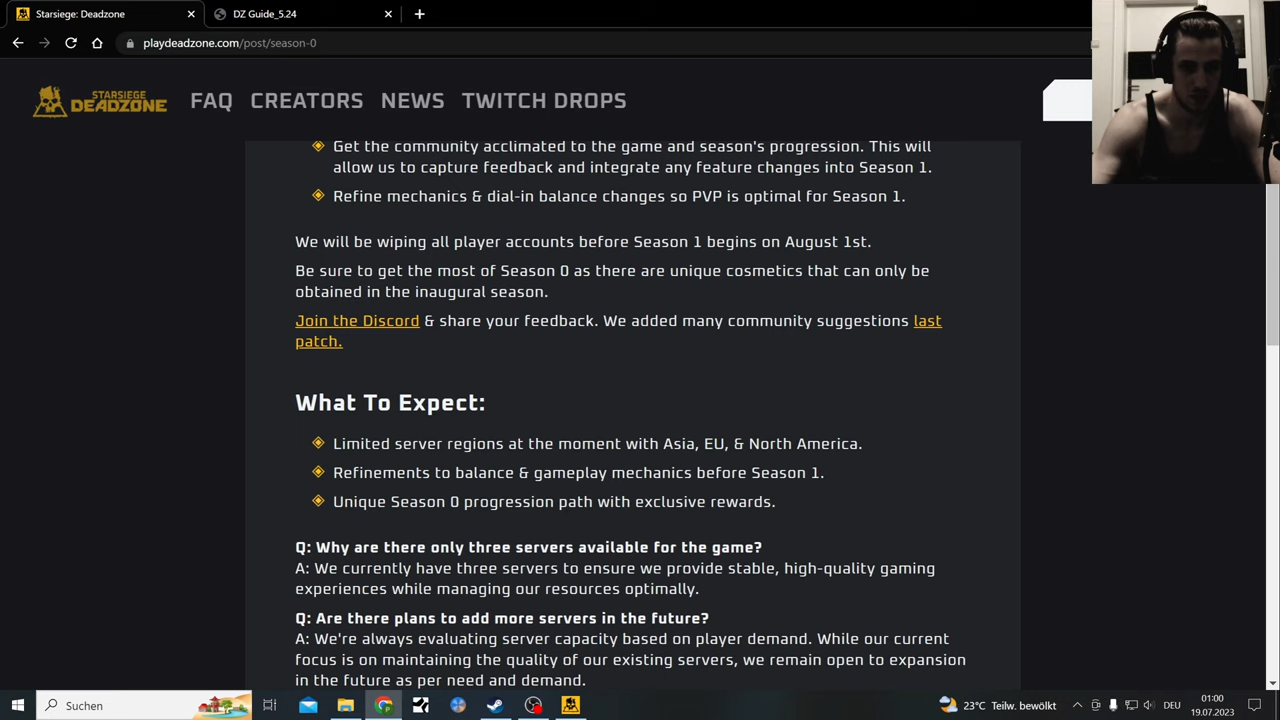 Starsiege: Deadzone
DZ Guide_5.24
playdeadzone.com/post/season-0
STARSIEGE
DEADZONE
FAQ
CREATORS
NEWS
TWITCH DROPS
Get the community acclimated to the game and season's progression. This will
allow us to capture feedback and integrate any feature changes into Season 1.
Refine mechanics & dial-in balance changes so PVP is optimal for Season 1.
We will be wiping all player accounts before Season 1 begins on August 1st.
Be sure to get the most of Season 0 as there are unique cosmetics that can only be
obtained in the inaugural season.
Join the Discord & share your feedback. We added many community suggestions last
patch.
What To Expect:
Limited server regions at the moment with Asia, EU, & North America.
Refinements to balance & gameplay mechanics before Season 1.
Unique Season 0 progression path with exclusive rewards.
Q: Why are there only three servers available for the game?
A: We currently have three servers to ensure we provide stable, high-quality gaming
experiences while managing our resources optimally.
Q: Are there plans to add more servers in the future?
A: We're always evaluating server capacity based on player demand. While our current
focus is on maintaining the quality of our existing servers, we remain open to expansion
in the future as per need and demand.
Suchen
23°C Teilw. bewölkt
DEU
01:00
19.07.2023